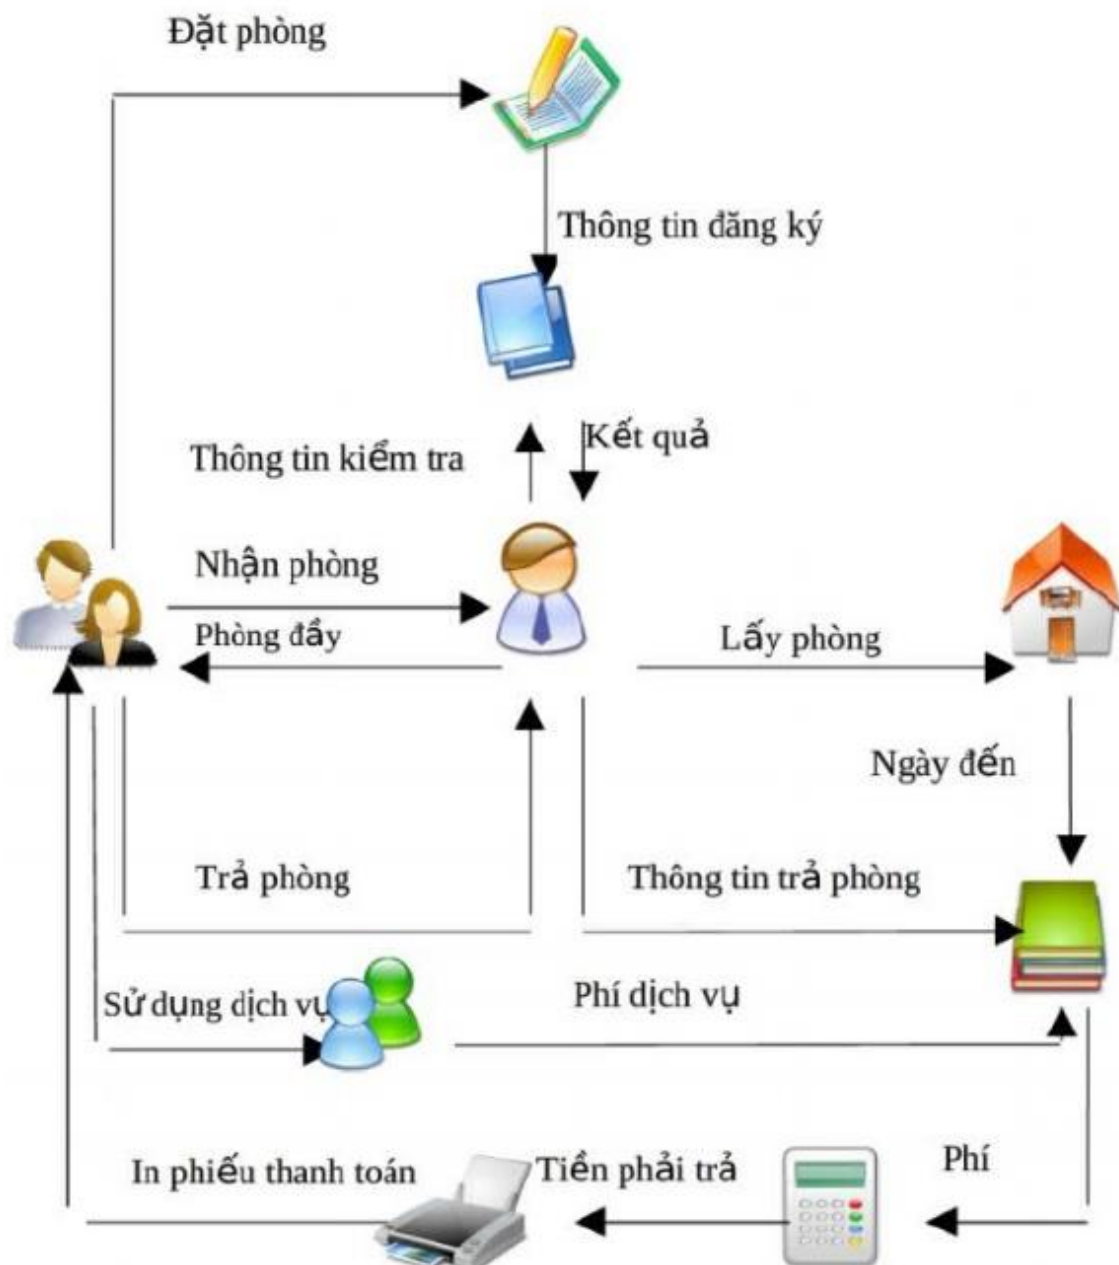 Đặt phòng
Thông tin đăng ký
Kết quả
Thông tin kiểm tra
Nhận phòng
Phòng đầy
Lấy phòng
Ngày đến
Trả phòng
Thông tin trả phòng
Sử dụng dịch vụ
Phí dịch vụ
In phiếu thanh toán
Tiền phải trả
Phí